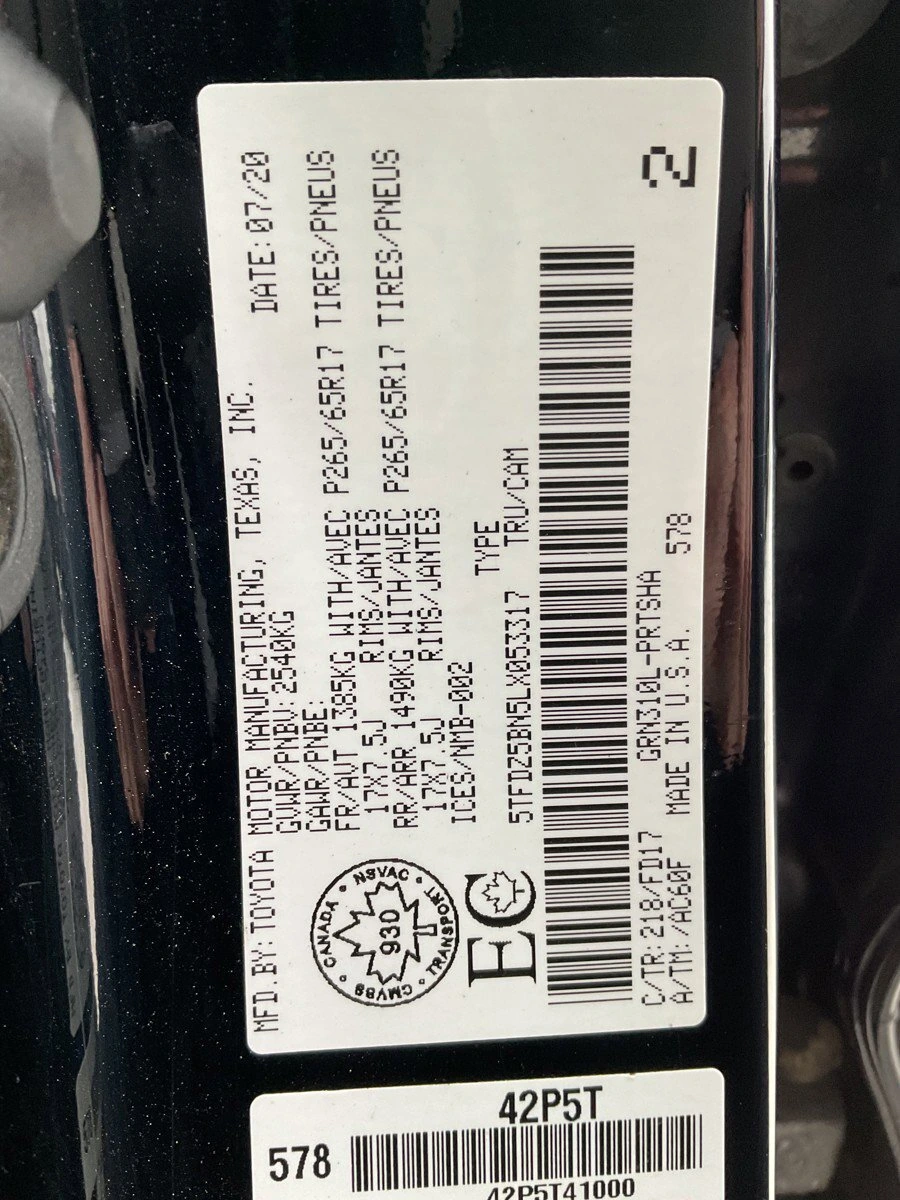 MFD.BY:TOYOTA MOTOR MANUFACTURING, TEXAS, INC. DATE:07/20
GVWR/PNBV:2540KG
GAWR/PNBE:
FR/AUT 1385KG WITH/AVEC P265/65R17 TIRES/PNEUS
17X7.5J RIMS/JANTES
RR/ARR 1490KG WITH/AVEC P265/65R17 TIRES/PNEUS
17X7.5J RIMS/JANTES
ICES/NMB-002
CANADA • NSVAC • TRANSPORT • CMVSS
930
EC
TYPE
5TFDZ5BN5LX053317 TRU/CAM
C/TR:218/FD17 GRN310L-PRTSHA
A/TM:/AC60F MADE IN U.S.A. 578
2
42P5T
578
42P5T41000